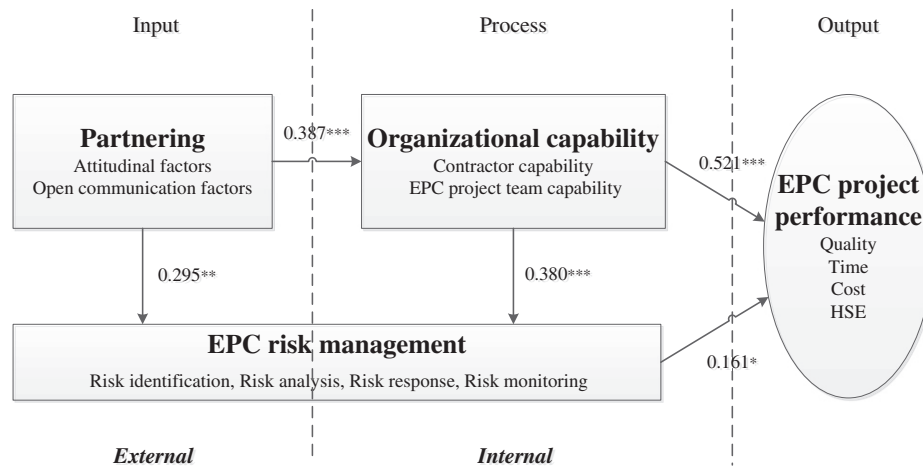 Input
Process
Output
Partnering
Attitudinal factors
Open communication factors
0.387***
Organizational capability
Contractor capability
EPC project team capability
0.521***
EPC project
performance
Quality
Time
Cost
HSE
0.295**
0.380***
EPC risk management
Risk identification, Risk analysis, Risk response, Risk monitoring
0.161*
External
Internal